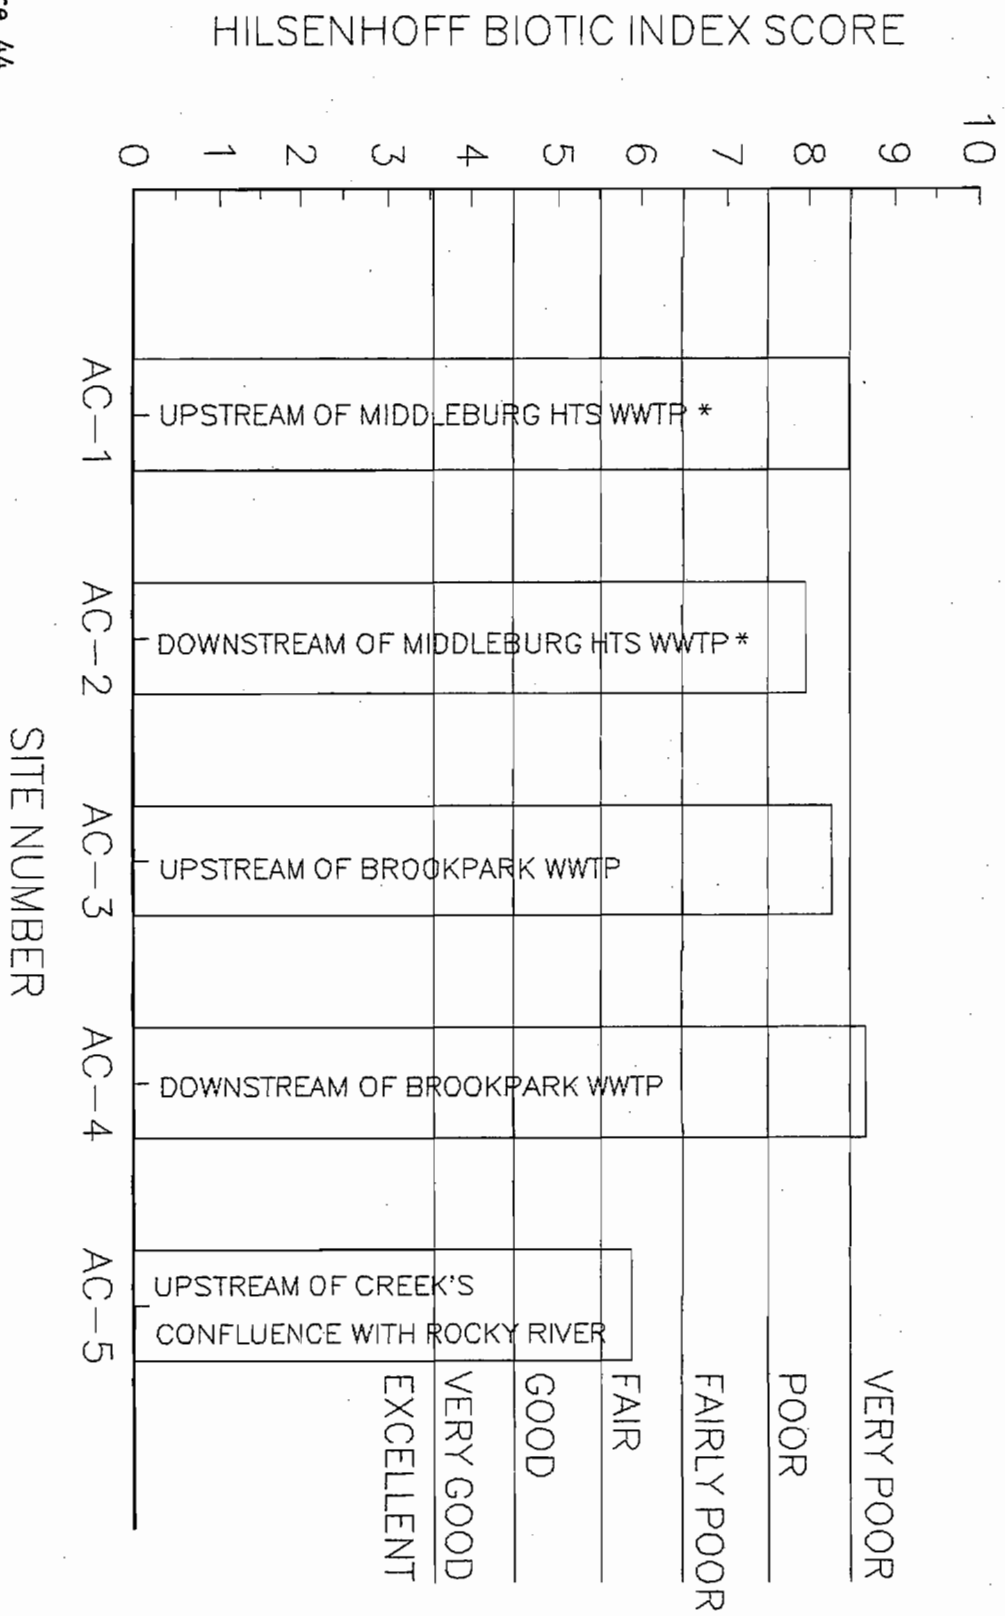 HILSENHOFF BIOTIC INDEX SCORE
10
9
8
7
6
5
4
3
2
1
0
VERY POOR
POOR
FAIRLY POOR
FAIR
GOOD
VERY GOOD
EXCELLENT
UPSTREAM OF MIDDLEBURG HTS WWTP *
DOWNSTREAM OF MIDDLEBURG HTS WWTP *
UPSTREAM OF BROOKPARK WWTP
DOWNSTREAM OF BROOKPARK WWTP
UPSTREAM OF CREEK'S
CONFLUENCE WITH ROCKY RIVER
AC-1
AC-2
AC-3
AC-4
AC-5
SITE NUMBER
44